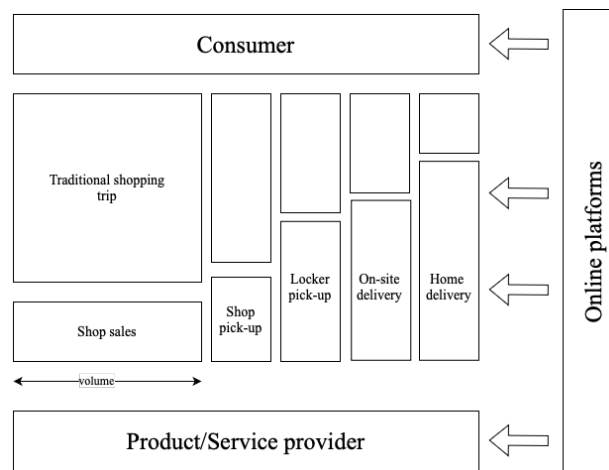 Consumer
Traditional shopping
trip
Shop sales
Shop
pick-up
Locker
pick-up
On-site
delivery
Home
delivery
volume
Product/Service provider
Online platforms